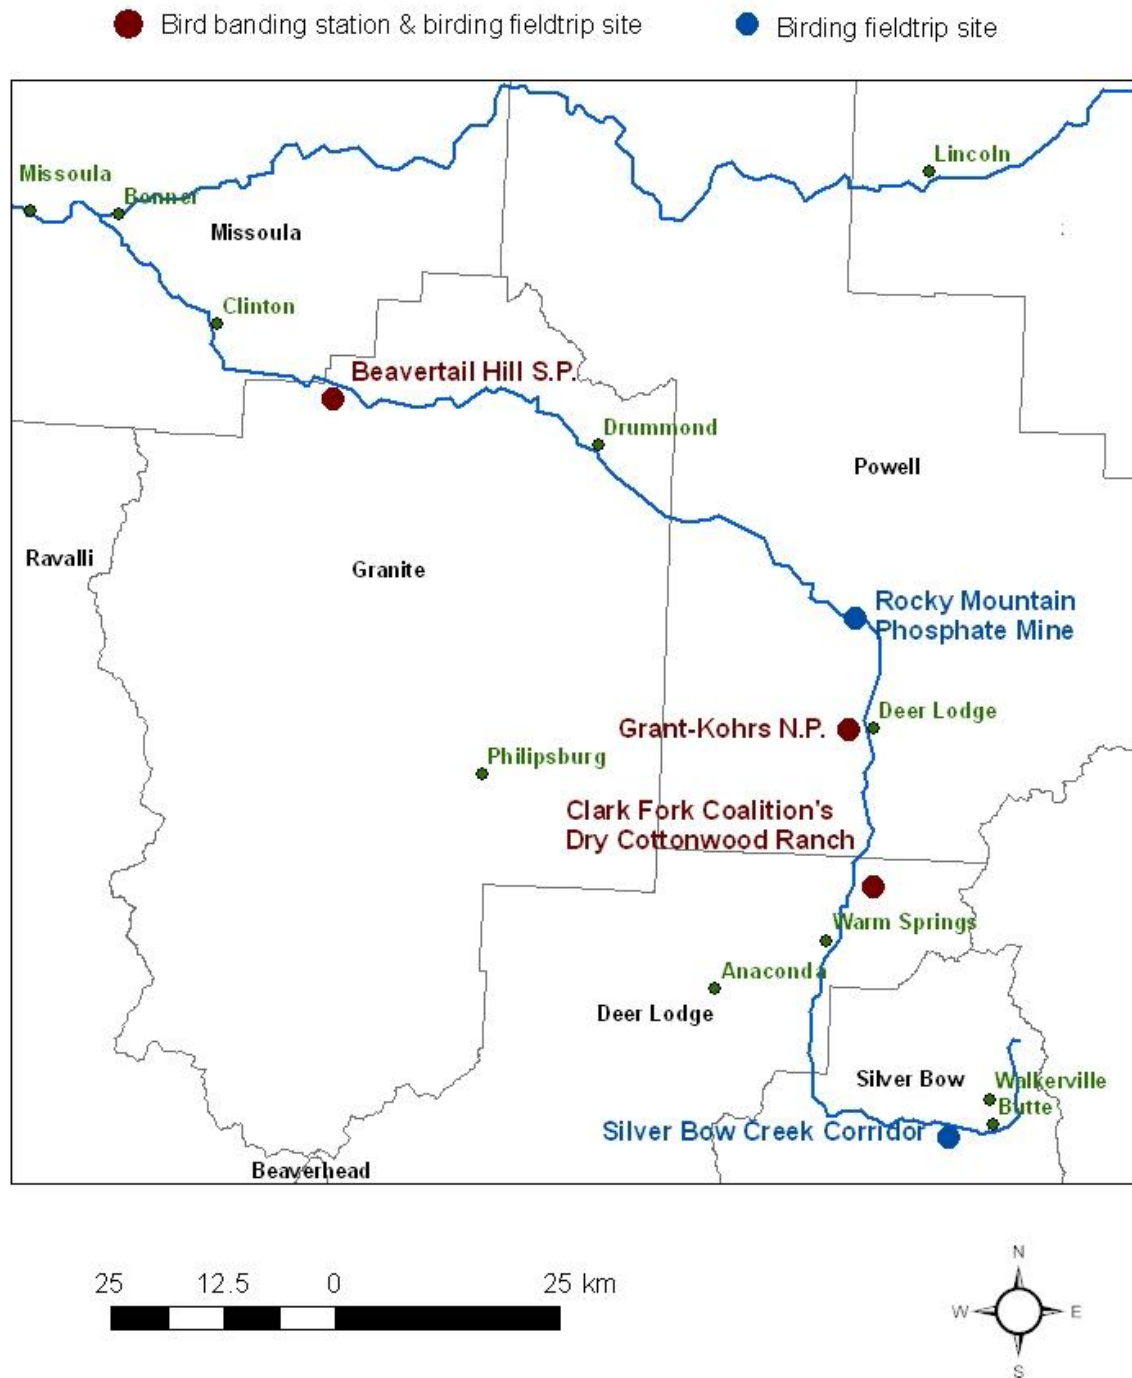 Bird banding station & birding fieldtrip site
Birding fieldtrip site
Lincoln
Missoula
Bonner
Missoula
Clinton
Beavertail Hill S.P.
Drummond
Powell
Ravalli
Granite
Rocky Mountain
Phosphate Mine
Deer Lodge
Grant-Kohrs N.P.
Philipsburg
Clark Fork Coalition's
Dry Cottonwood Ranch
Warm Springs
Anaconda
Deer Lodge
Silver Bow
Walkerville
Butte
Silver Bow Creek Corridor
Beaverhead
25 12.5 0 25 km
N
W E
S